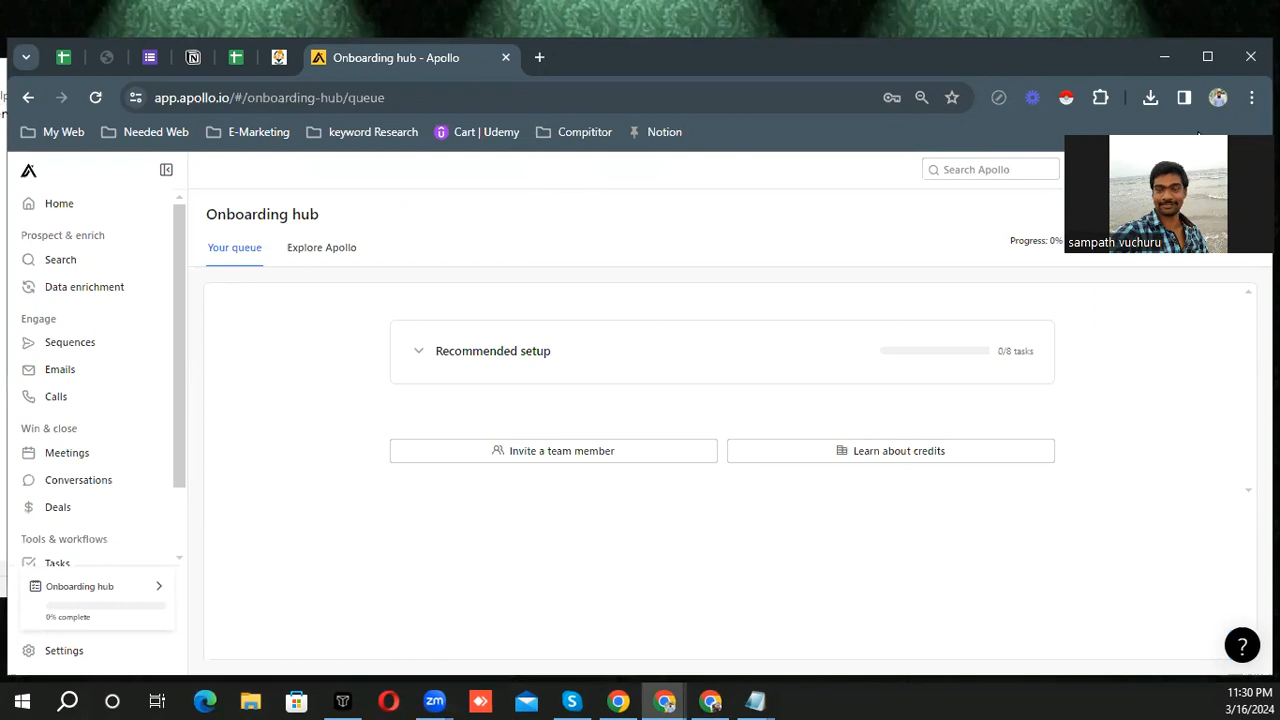 Onboarding hub - Apollo
app.apollo.io/#/onboarding-hub/queue
My Web
Needed Web
E-Marketing
keyword Research
Cart | Udemy
Compititor
Notion
Search Apollo
Home
Onboarding hub
Prospect & enrich
Your queue
Explore Apollo
Progress: 0%
sampath vuchuru
Search
Data enrichment
Engage
Sequences
Recommended setup
0/8 tasks
Emails
Calls
Win & close
Meetings
Invite a team member
Learn about credits
Conversations
Deals
Tools & workflows
Tasks
Onboarding hub
0% complete
Settings
?
zm
11:30 PM
3/16/2024